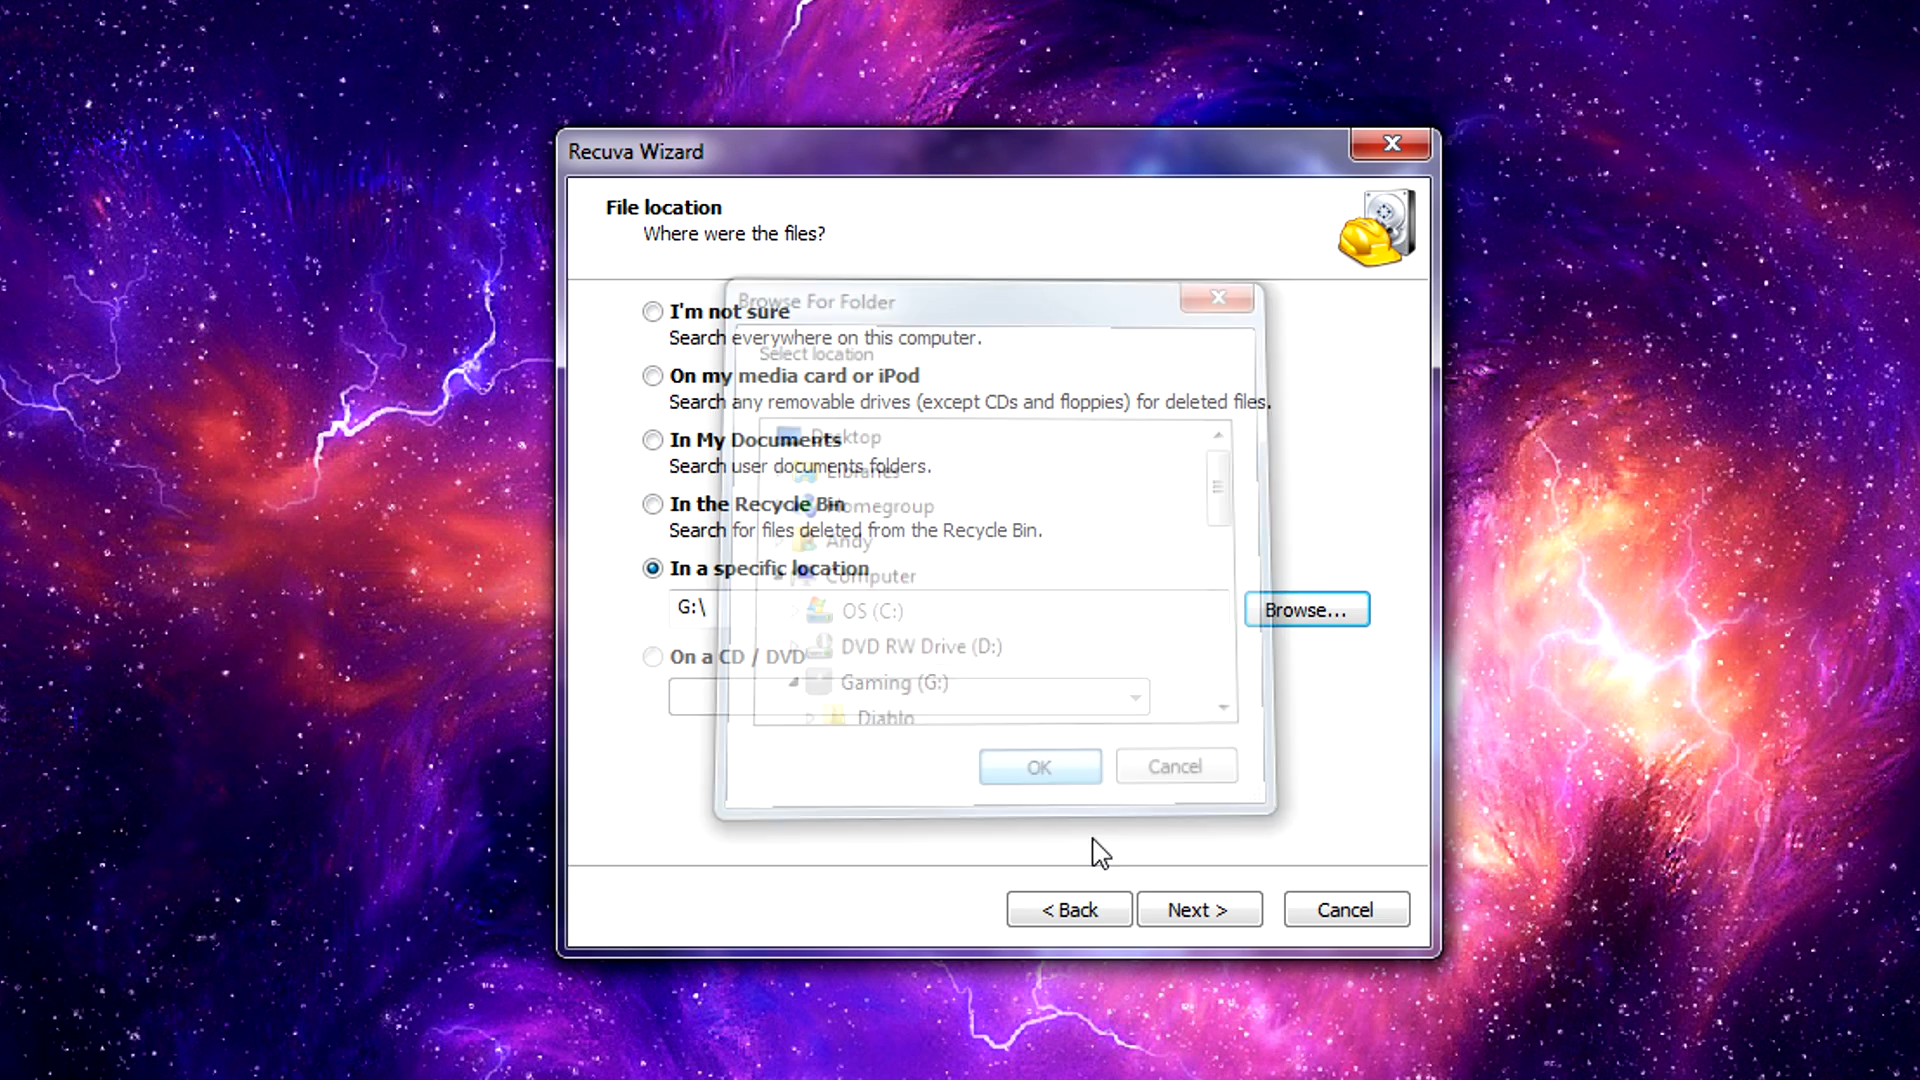 Recuva Wizard
File location
Where were the files?
Browse For Folder
I'm not sure
Search everywhere on this computer.
Select location
On my media card or iPod
Search any removable drives (except CDs and floppies) for deleted files.
Desktop
In My Documents
Search user documents folders.
Libraries
In the Recycle Bin
Homegroup
Search for files deleted from the Recycle Bin.
Andy
In a specific location
Computer
G:\
OS (C:)
Browse...
DVD RW Drive (D:)
On a CD / DVD
Gaming (G:)
Diablo
OK
Cancel
< Back
Next >
Cancel